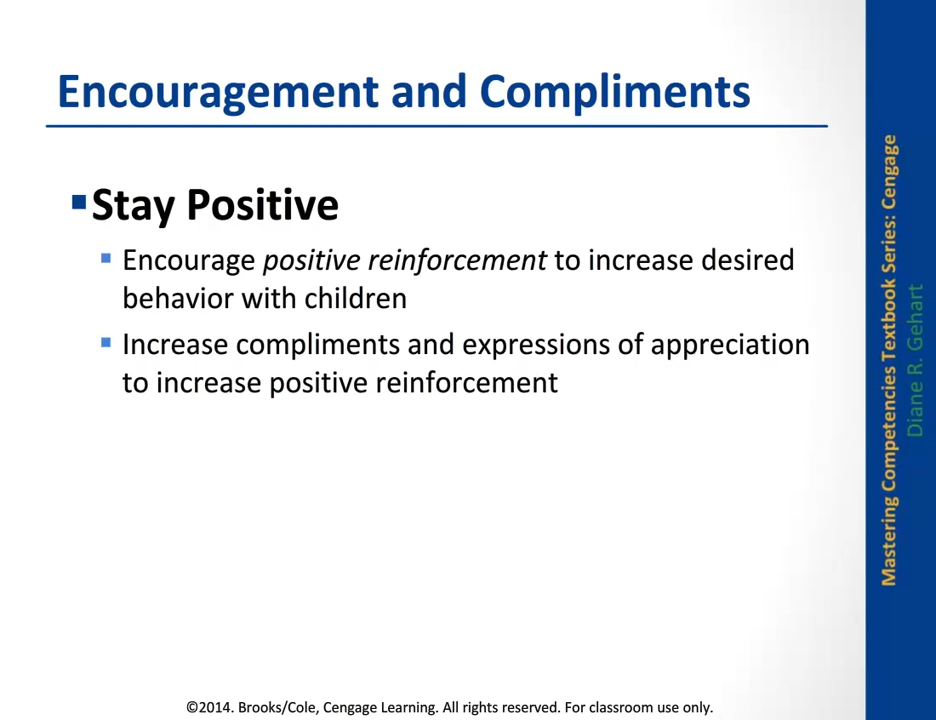 Encouragement and Compliments
Stay Positive
Encourage positive reinforcement to increase desired
behavior with children
Increase compliments and expressions of appreciation
to increase positive reinforcement
Mastering Competencies Textbook Series: Cengage
Diane R. Gehart
©2014. Brooks/Cole, Cengage Learning. All rights reserved. For classroom use only.